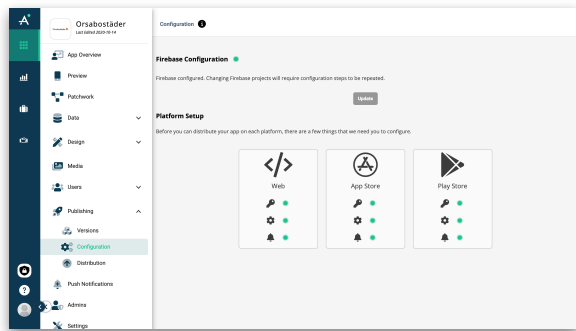 Orsabostäder
Last Edited 2020-10-14
App Overview
Preview
Patchwork
Data
Design
Media
Users
Publishing
Versions
Configuration
Distribution
Push Notifications
Admins
Settings
Configuration
Firebase Configuration
Firebase configured. Changing Firebase projects will require configuration steps to be repeated.
Update
Platform Setup
Before you can distribute your app on each platform, there are a few things that we need you to configure.
Web
App Store
Play Store